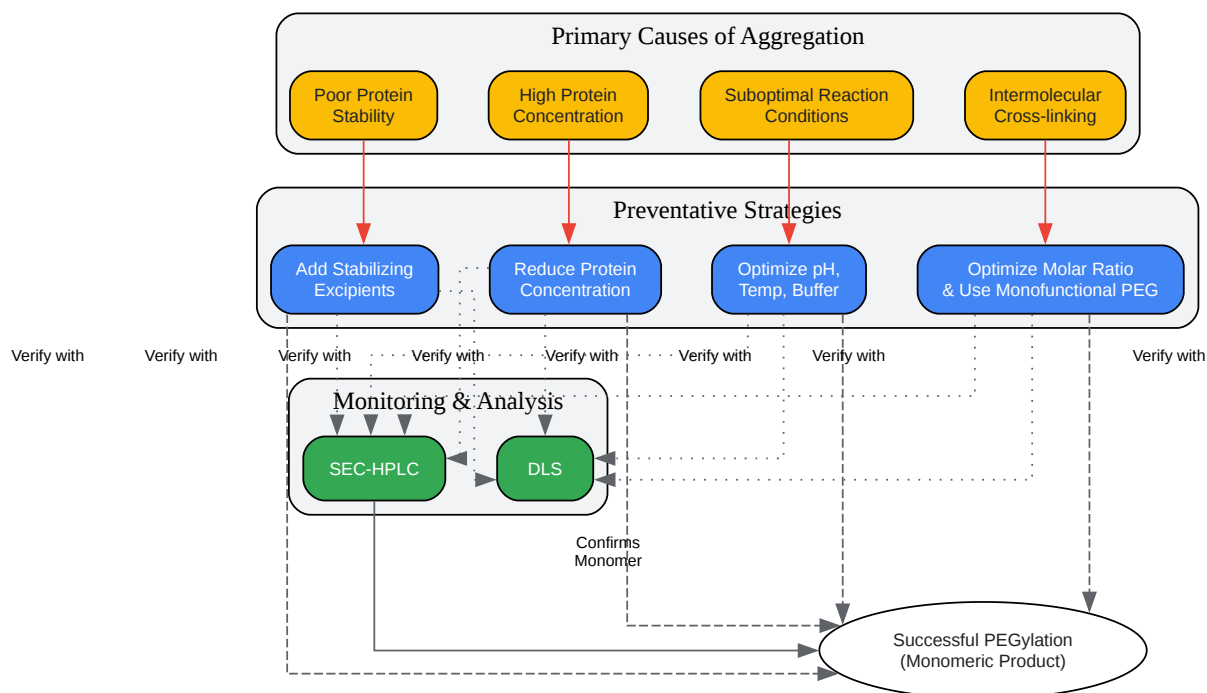 Primary Causes of Aggregation
Poor Protein
Stability
High Protein
Concentration
Suboptimal Reaction
Conditions
Intermolecular
Cross-linking
Preventative Strategies
Add Stabilizing
Excipients
Reduce Protein
Concentration
Optimize pH,
Temp, Buffer
Optimize Molar Ratio
& Use Monofunctional PEG
Verify with
Verify with
Verify with
Verify with
Verify with
Verify with
Verify with
Verify with
Monitoring & Analysis
SEC-HPLC
DLS
Confirms
Monomer
Successful PEGylation
(Monomeric Product)